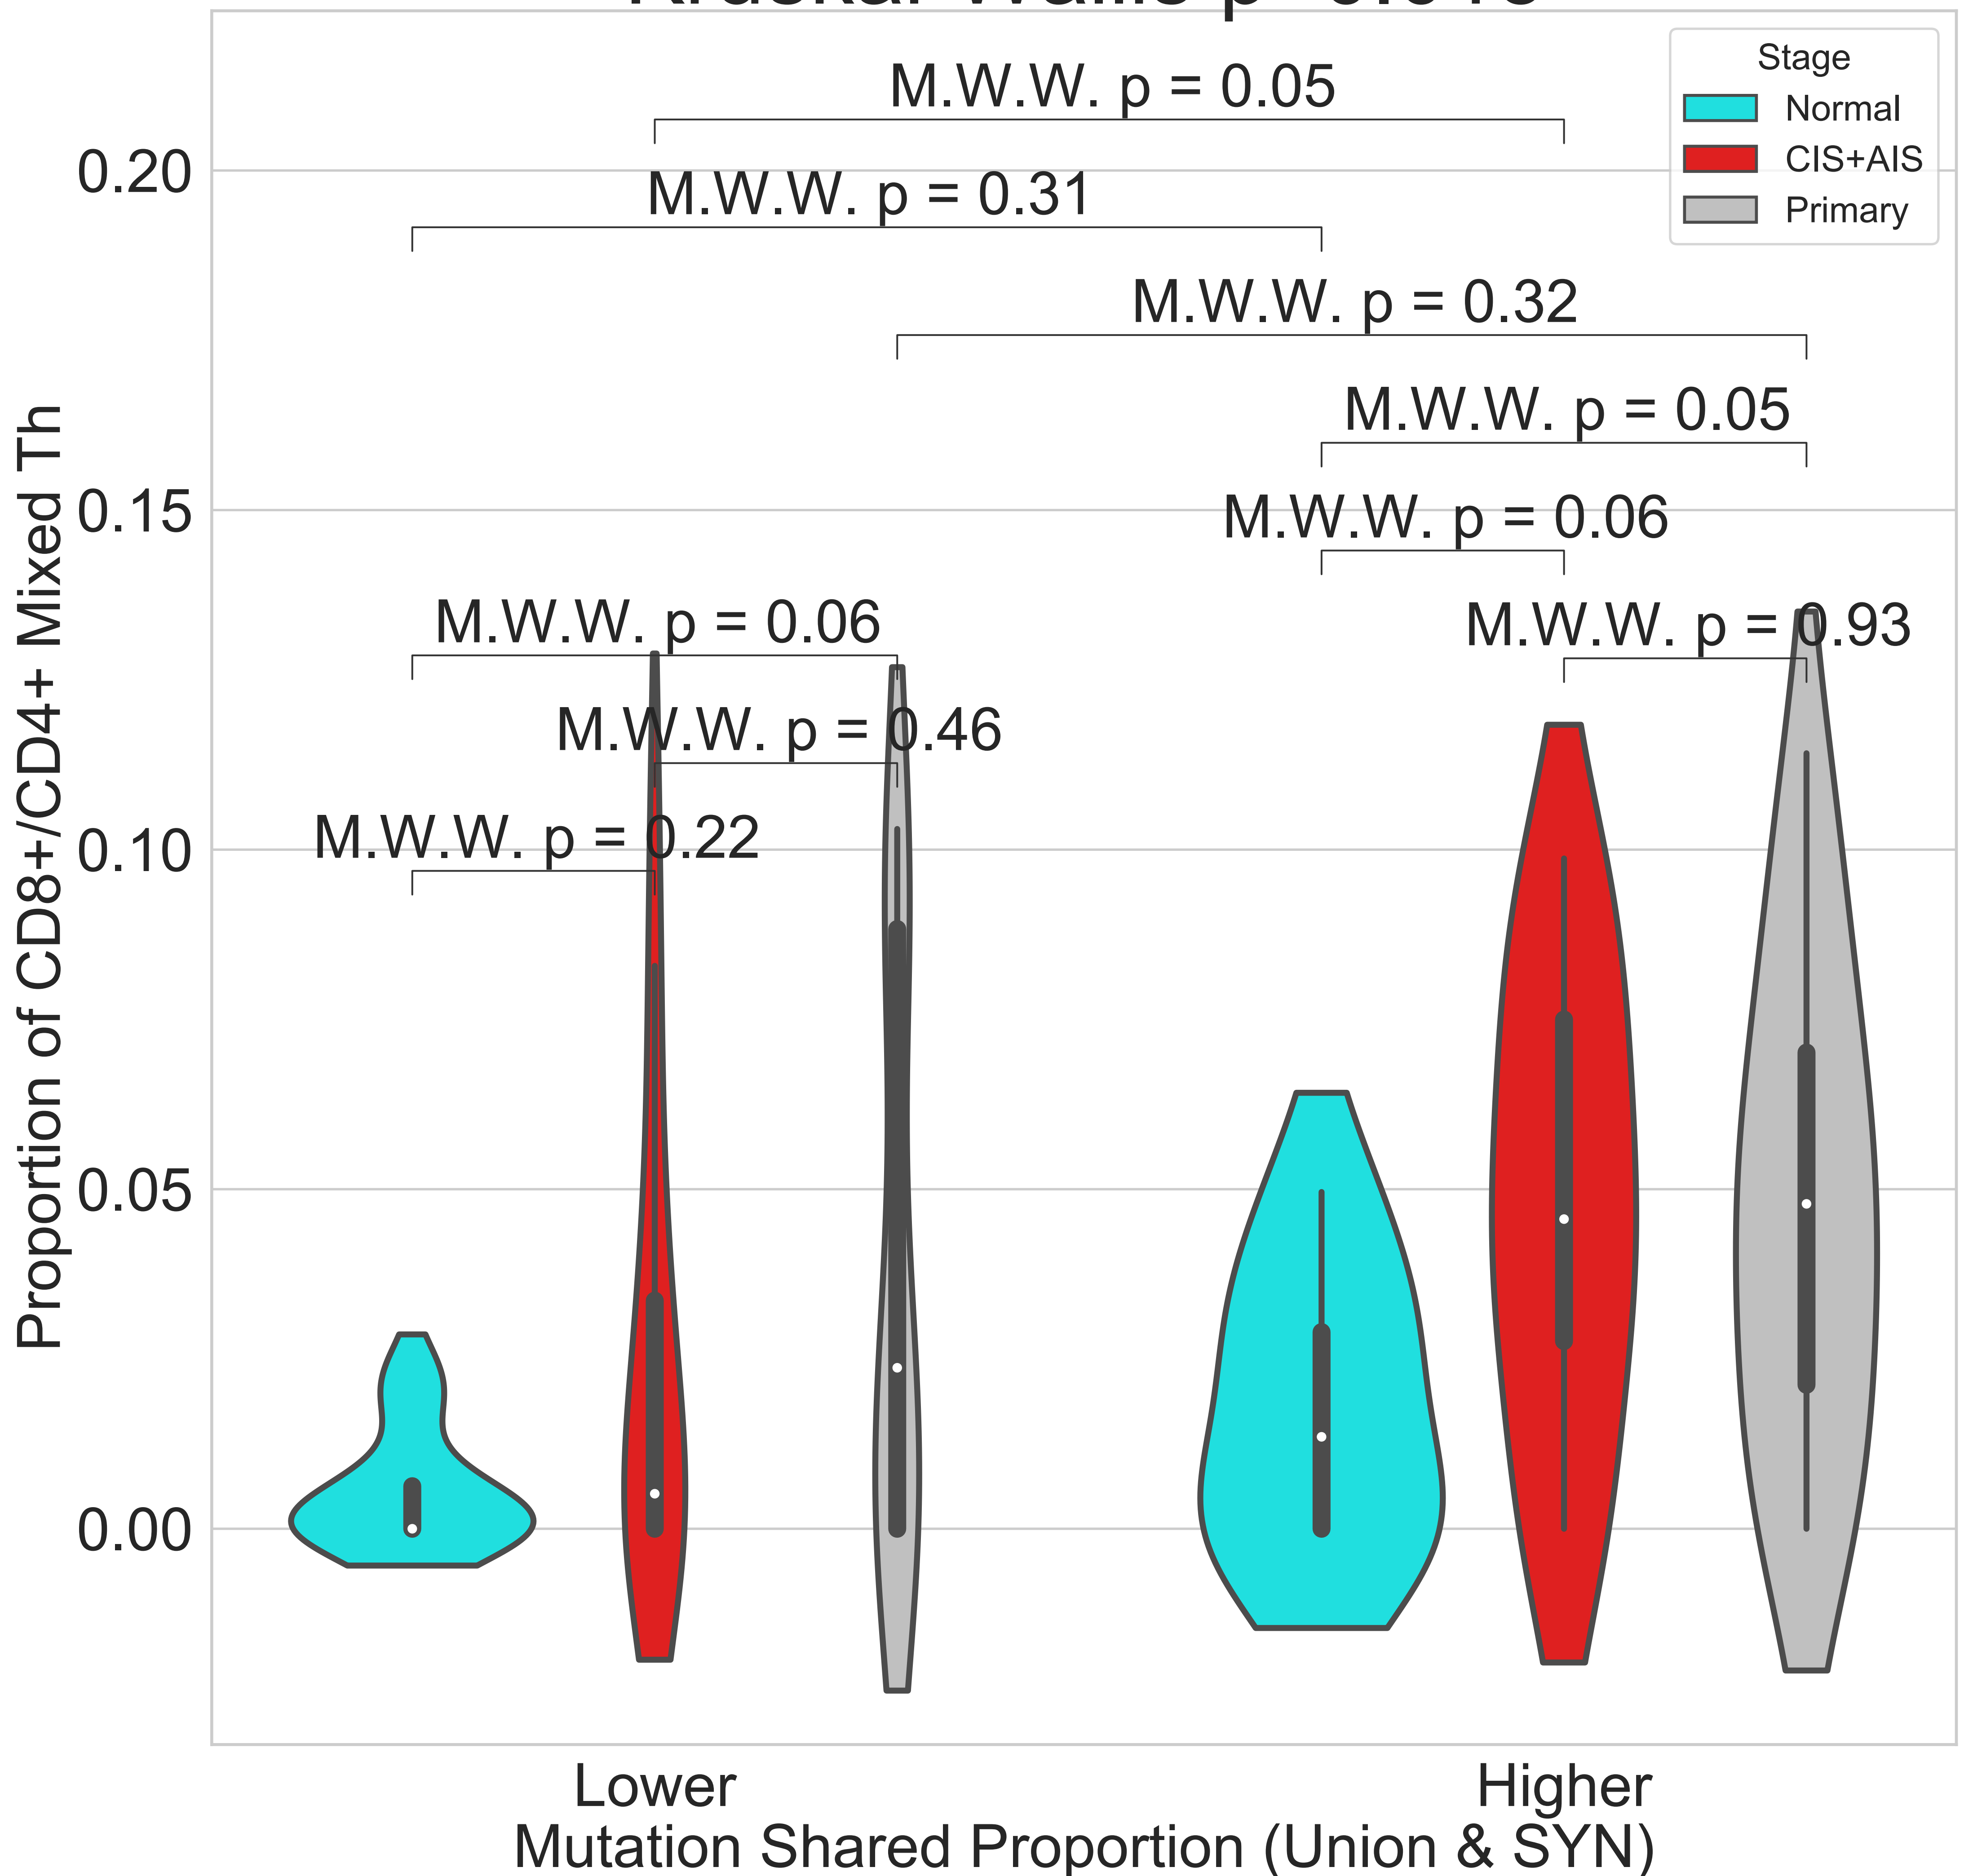 Stage
Normal
CIS+AIS
Primary
M.W.W. p = 0.05
M.W.W. p = 0.31
M.W.W. p = 0.32
M.W.W. p = 0.05
M.W.W. p = 0.06
M.W.W. p = 0.06
M.W.W. p = 0.93
M.W.W. p = 0.46
M.W.W. p = 0.22
0.20
0.15
0.10
0.05
0.00
Proportion of CD8+/CD4+ Mixed Th
Lower
Higher
Mutation Shared Proportion (Union & SYN)